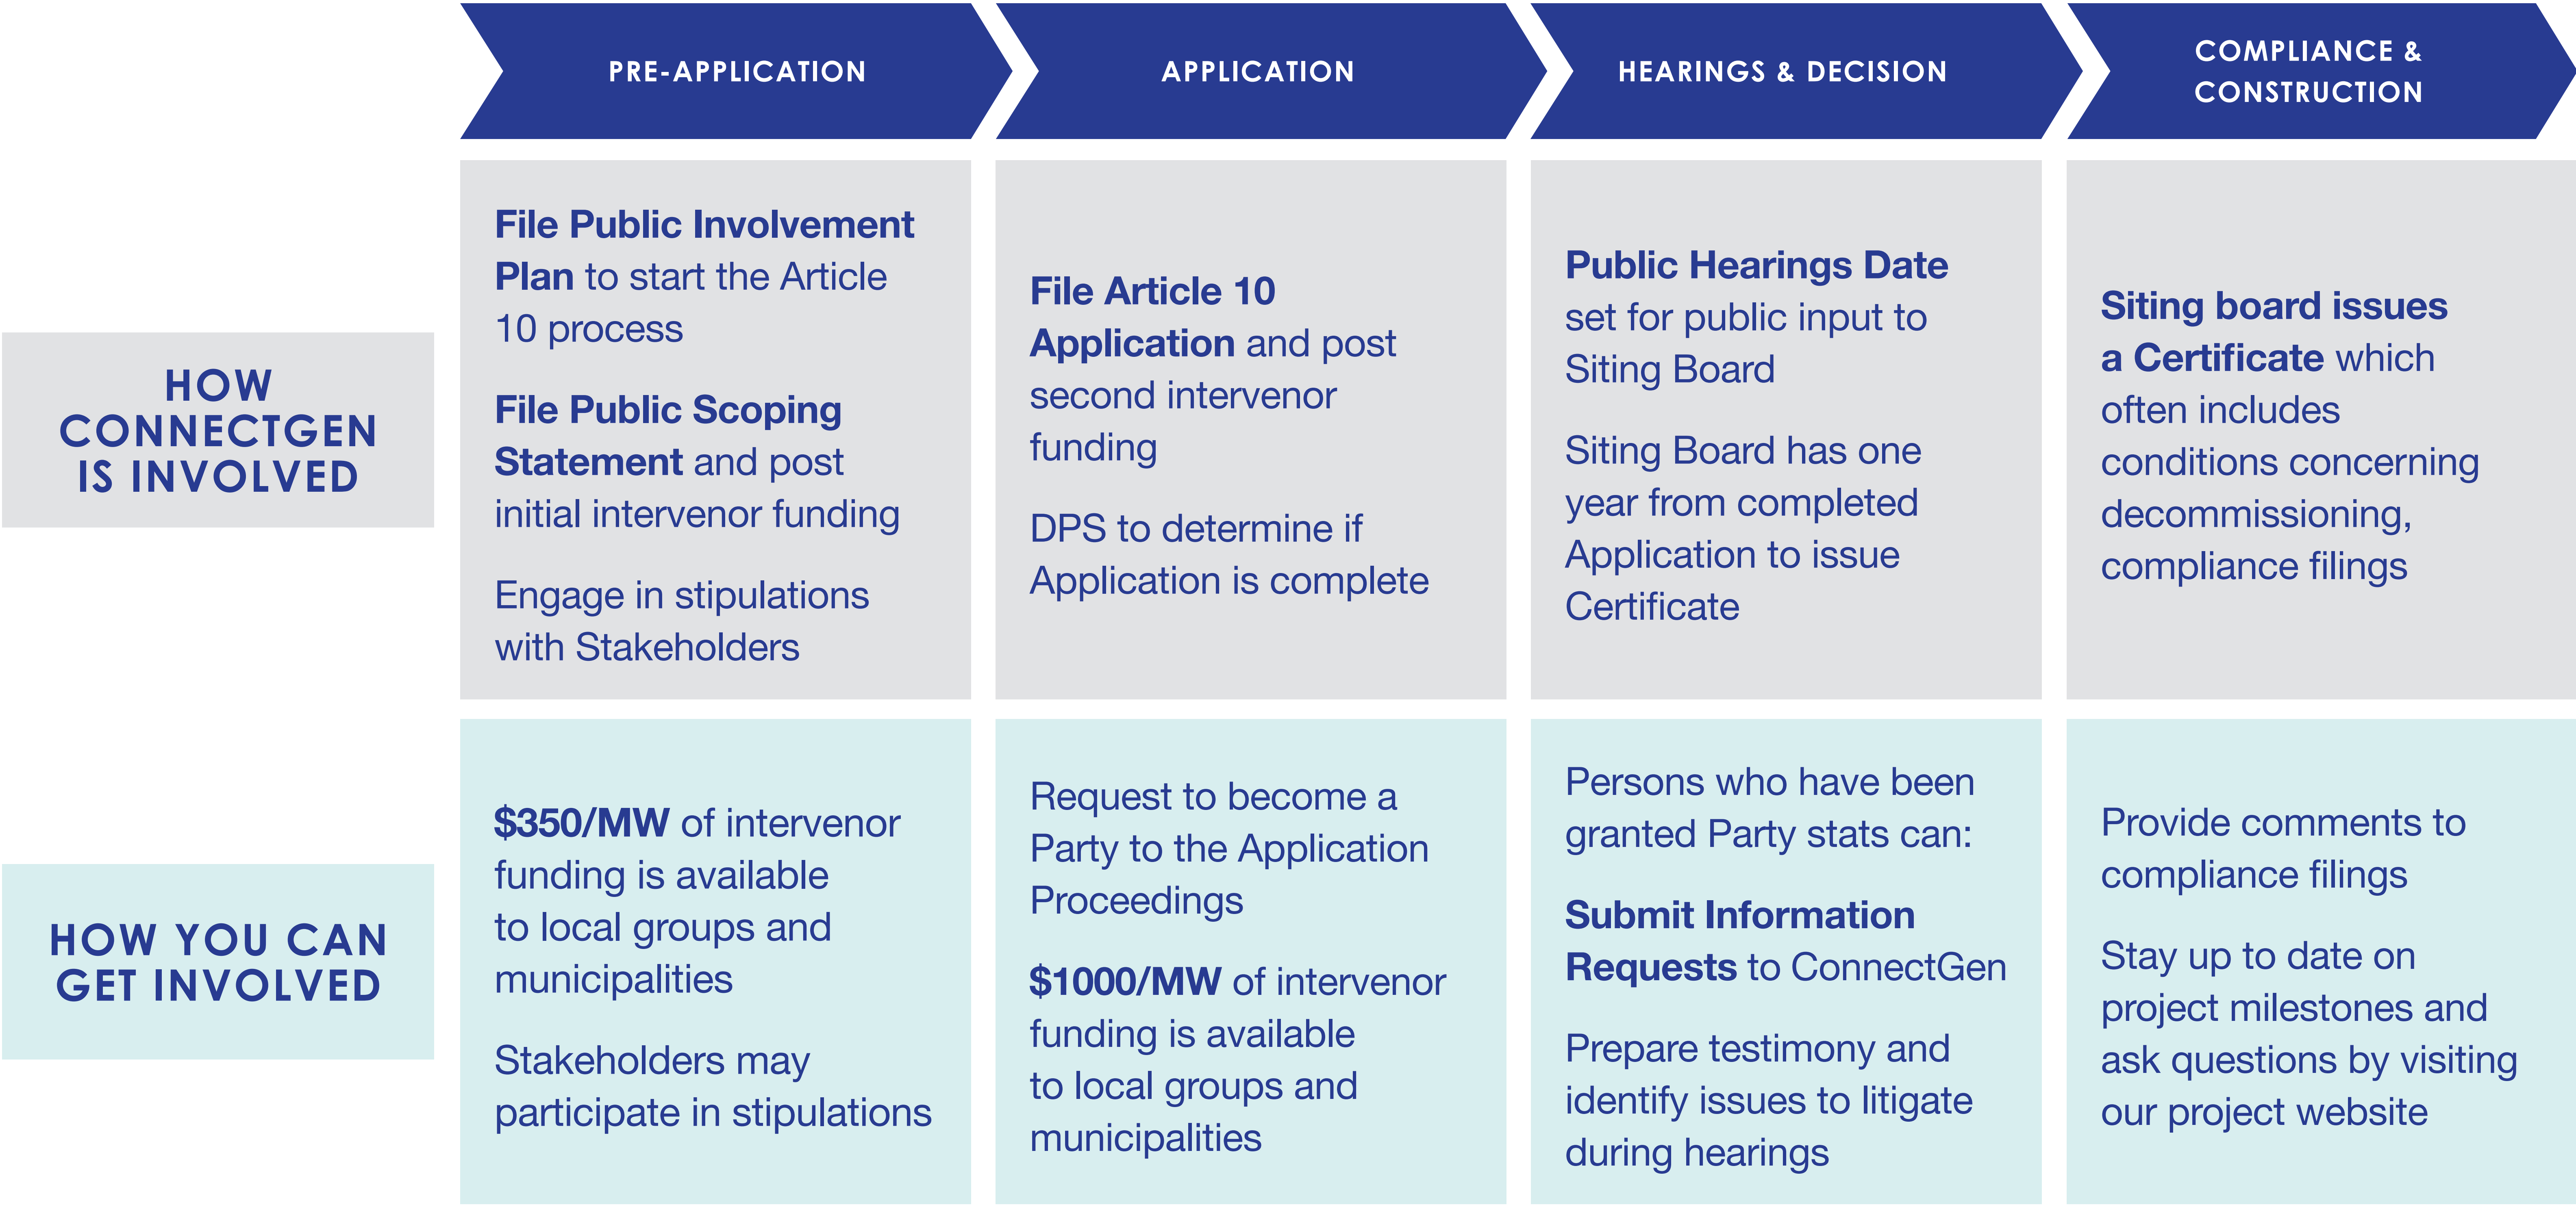 PRE-APPLICATION
APPLICATION
HEARINGS & DECISION
COMPLIANCE &
CONSTRUCTION
HOW
CONNECTGEN
IS INVOLVED
File Public Involvement
Plan to start the Article
10 process
File Public Scoping
Statement and post
initial intervenor funding
Engage in stipulations
with Stakeholders
File Article 10
Application and post
second intervenor
funding
DPS to determine if
Application is complete
Public Hearings Date
set for public input to
Siting Board
Siting Board has one
year from completed
Application to issue
Certificate
Siting board issues
a Certificate which
often includes
conditions concerning
decommissioning,
compliance filings
HOW YOU CAN
GET INVOLVED
$350/MW of intervenor
funding is available
to local groups and
municipalities
Stakeholders may
participate in stipulations
Request to become a
Party to the Application
Proceedings
$1000/MW of intervenor
funding is available
to local groups and
municipalities
Persons who have been
granted Party stats can:
Submit Information
Requests to ConnectGen
Prepare testimony and
identify issues to litigate
during hearings
Provide comments to
compliance filings
Stay up to date on
project milestones and
ask questions by visiting
our project website